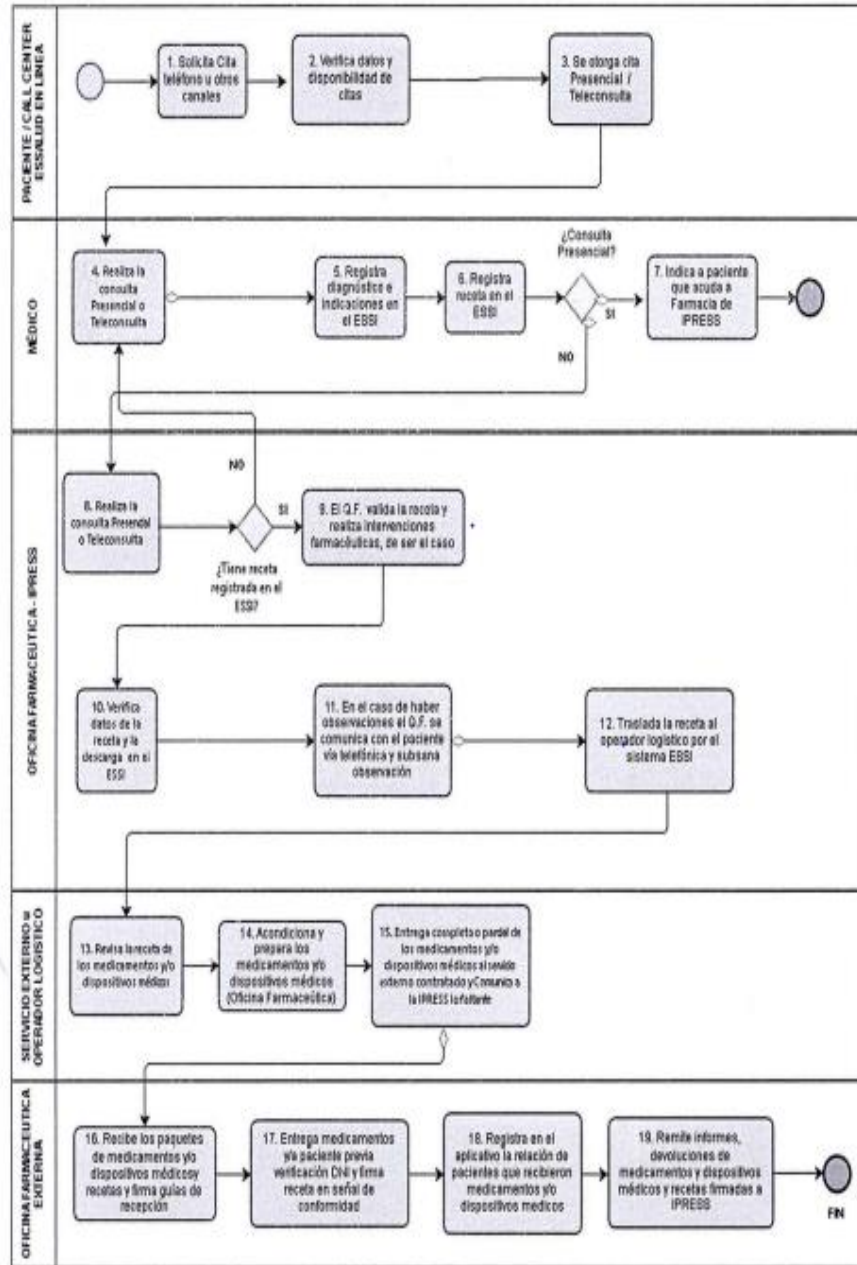 PACIENTE / CALL CENTER
ESSALUD EN LINEA
1. Solicita Cita
teléfono u otros
canales
2. Verifica datos y
disponibilidad de
citas
3. Se otorga cita
Presencial /
Teleconsulta
MÉDICO
4. Realiza la
consulta
Presencial o
Teleconsulta
5. Registra
diagnóstico e
indicaciones en
el ESSI
6. Registra
receta en el
ESSI
¿Consulta
Presencial?
SI
NO
7. Indica a paciente
que acuda a
Farmacia de
IPRESS
OFICINA FARMACEUTICA - IPRESS
8. Realiza la
consulta Presencial
o Teleconsulta
NO
SI
¿Tiene receta
registrada en el
ESSI?
9. El Q.F. valida la receta y
realiza intervenciones
farmacéuticas, de ser el caso
10. Verifica
datos de la
receta y la
descarga en el
ESSI
11. En el caso de haber
observaciones el Q.F. se
comunica con el paciente
vía telefónica y subsana
observación
12. Traslada la receta al
operador logístico por el
sistema ESSI
SERVICIO EXTERNO u
OPERADOR LOGISTICO
13. Revisa la receta de
los medicamentos y/o
dispositivos médicos
14. Acondiciona y
prepara los
medicamentos y/o
dispositivos médicos
(Oficina Farmaceútica)
15. Entrega completa o parcial de
los medicamentos y/o
dispositivos médicos al servicio
externo contratado y Comunica a
la IPRESS lo faltante
OFICINA FARMACEUTICA
EXTERNA
16. Recibe los paquetes
de medicamentos y/o
dispositivos médicosy
recetas y firma guías de
recepción
17. Entrega medicamentos
y/a paciente previa
verificación DNI y firma
receta en señal de
conformidad
18. Registra en el
aplicativo la relación de
pacientes que recibieron
medicamentos y/o
dispositivos medicos
19. Remite informes,
devoluciones de
medicamentos y dispositivos
médicos y recetas firmadas a
IPRESS
FIN